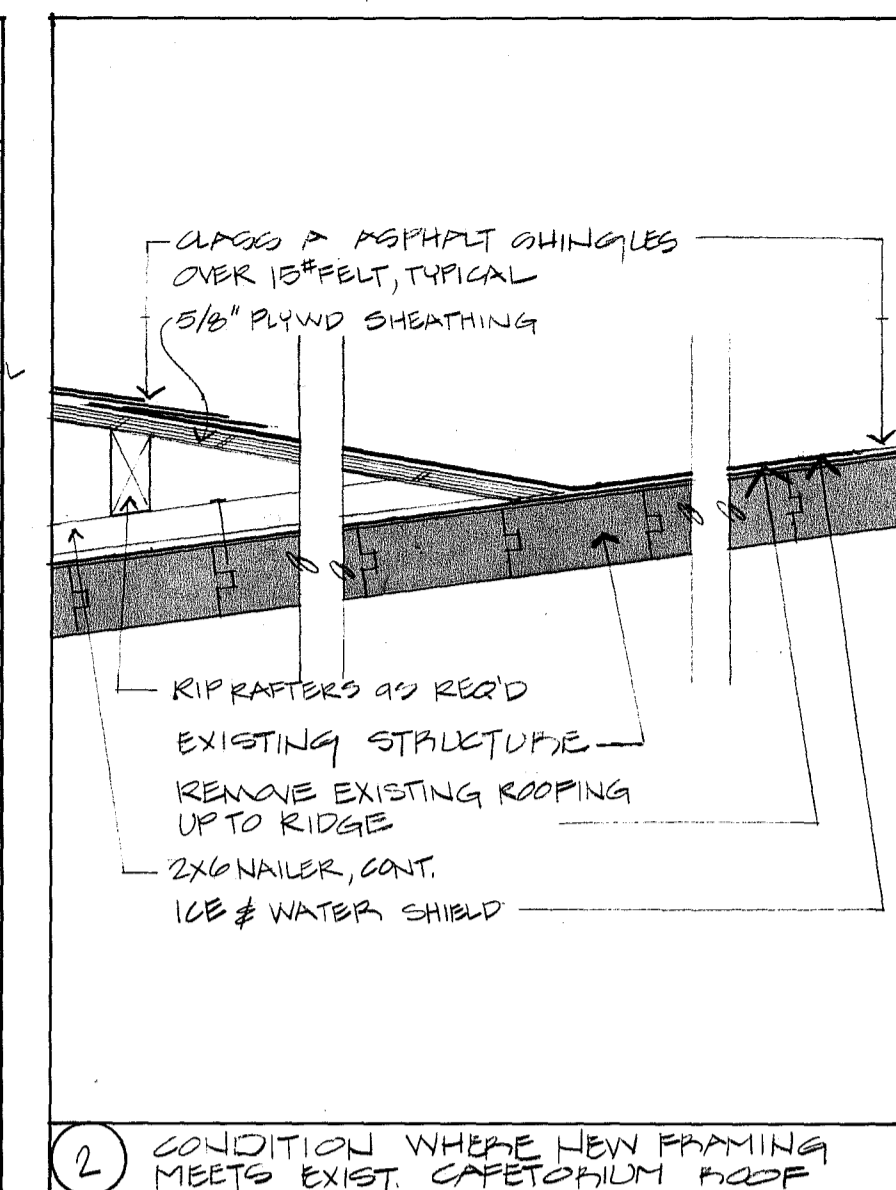 CLASS A ASPHALT SHINGLES
OVER 15# FELT, TYPICAL
5/8" PLYWD SHEATHING
RIP RAFTERS AS REQ'D
EXISTING STRUCTURE
REMOVE EXISTING ROOFING
UP TO RIDGE
2X6 NAILER, CONT.
ICE & WATER SHIELD
2
CONDITION WHERE NEW FRAMING
MEETS EXIST. CAFETORIUM ROOF